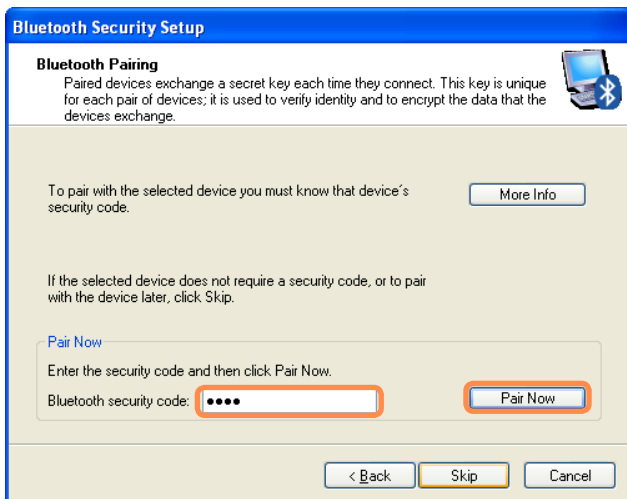 Bluetooth Security Setup
Bluetooth Pairing
Paired devices exchange a secret key each time they connect. This key is unique
for each pair of devices; it is used to verify identity and to encrypt the data that the
devices exchange.
To pair with the selected device you must know that device´s
security code.
More Info
If the selected device does not require a security code, or to pair
with the device later, click Skip.
Pair Now
Enter the security code and then click Pair Now.
Bluetooth security code: ●●●●
Pair Now
< Back
Skip
Cancel